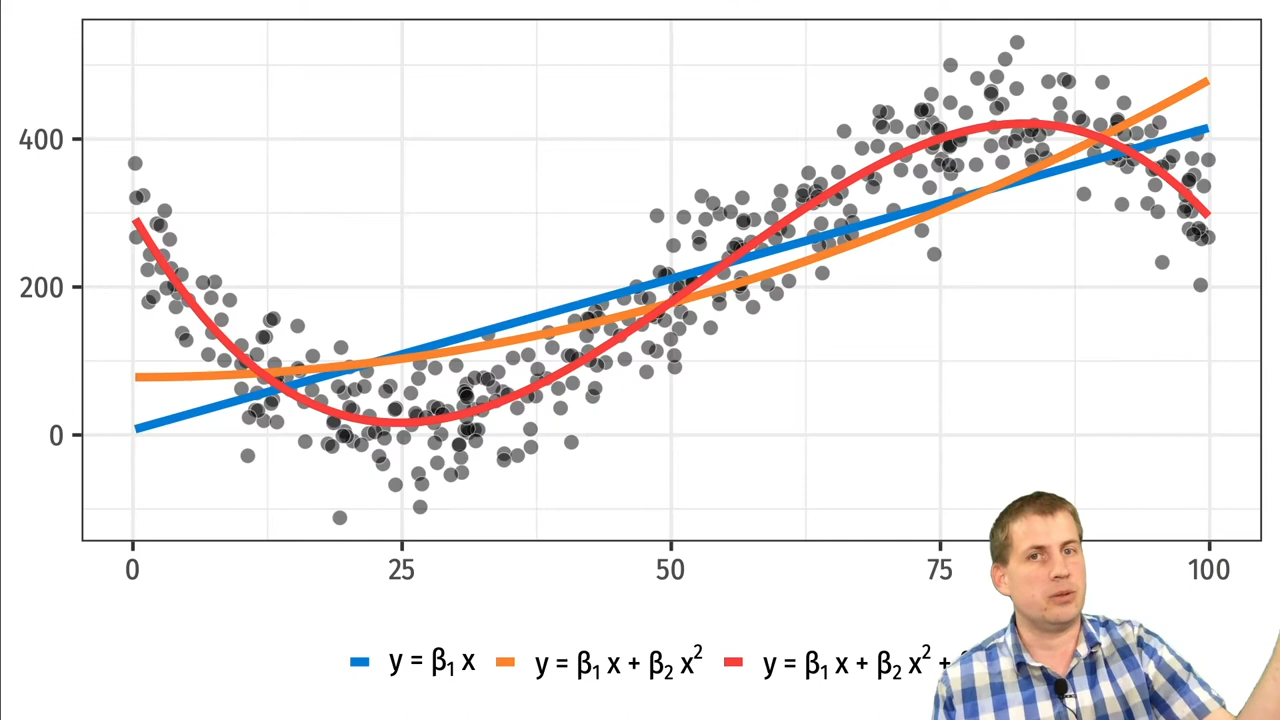 400
200
0
0 25 50 75 100
y = β₁ x y = β₁ x + β₂ x² y = β₁ x + β₂ x² +